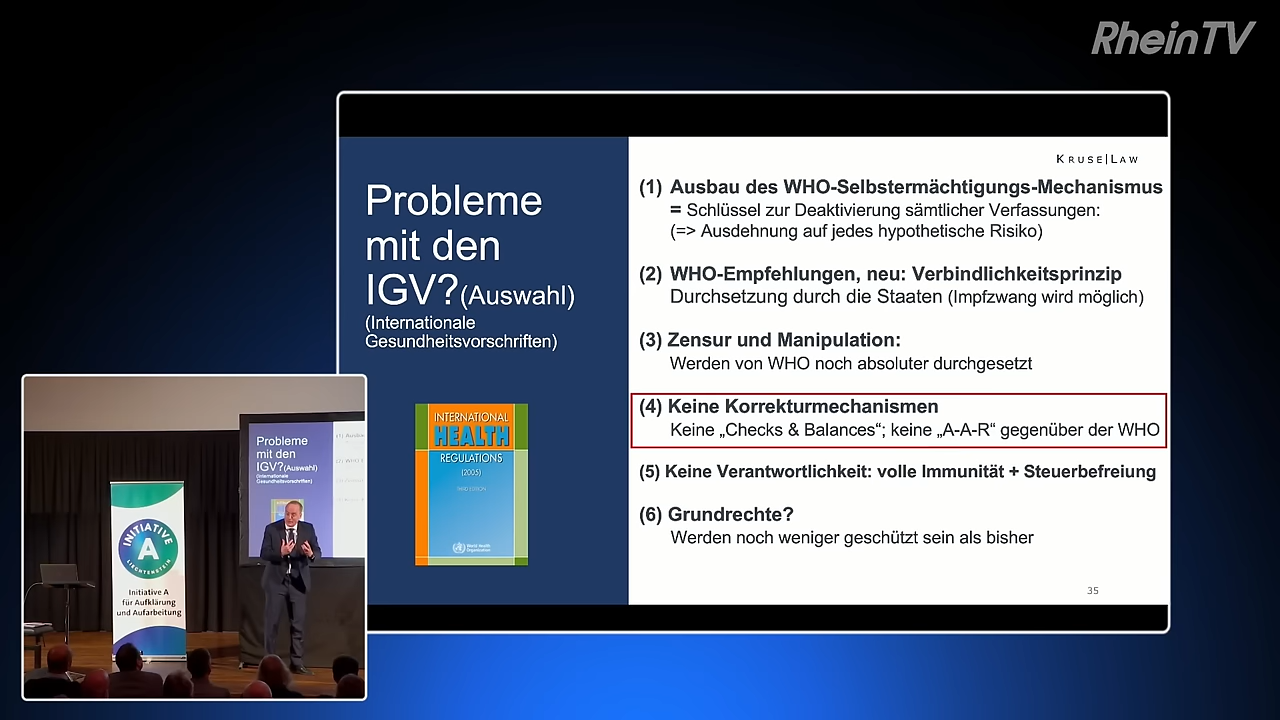 RheinTV
KRUSE|LAW
Probleme
mit den
IGV?(Auswahl)
(Internationale
Gesundheitsvorschriften)
INTERNATIONAL
HEALTH
REGULATIONS
(2005)
THIRD EDITION
World Health
Organization
(1) Ausbau des WHO-Selbstermächtigungs-Mechanismus
= Schlüssel zur Deaktivierung sämtlicher Verfassungen:
(=> Ausdehnung auf jedes hypothetische Risiko)
(2) WHO-Empfehlungen, neu: Verbindlichkeitsprinzip
Durchsetzung durch die Staaten (Impfzwang wird möglich)
(3) Zensur und Manipulation:
Werden von WHO noch absoluter durchgesetzt
(4) Keine Korrekturmechanismen
Keine „Checks & Balances“; keine „A-A-R“ gegenüber der WHO
(5) Keine Verantwortlichkeit: volle Immunität + Steuerbefreiung
(6) Grundrechte?
Werden noch weniger geschützt sein als bisher
35
Probleme
mit den
IGV?(Auswahl)
(Internationale
Gesundheitsvorschriften)
INITIATIVE
A
LIECHTENSTEIN
Initiative A
für Aufklärung
und Aufarbeitung